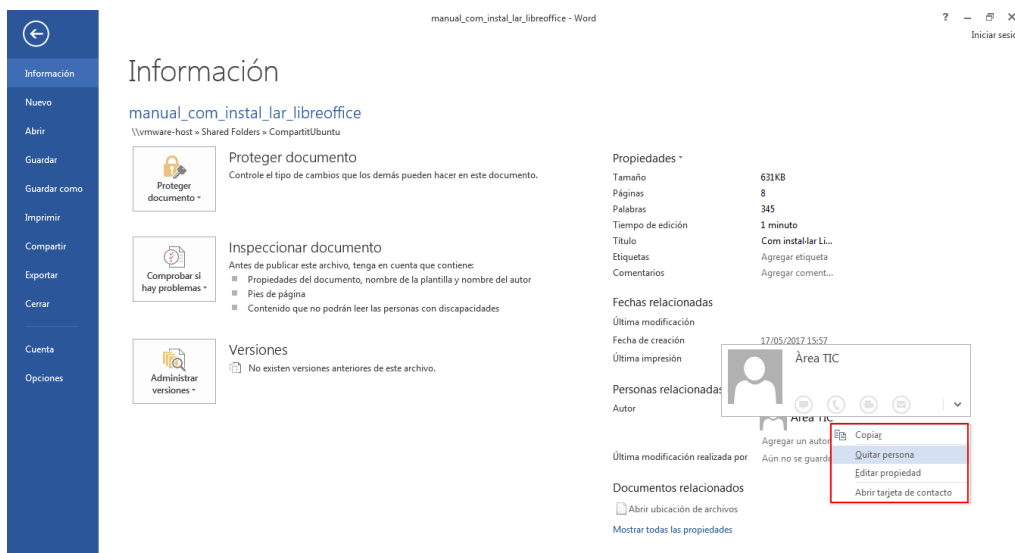 manual_com_instal_lar_libreoffice - Word
?
Iniciar sesió
Información
Nuevo
Abrir
Guardar
Guardar como
Imprimir
Compartir
Exportar
Cerrar
Cuenta
Opciones
Información
manual_com_instal_lar_libreoffice
\\vmware-host » Shared Folders » CompartitUbuntu
Proteger documento
Proteger documento
Controle el tipo de cambios que los demás pueden hacer en este documento.
Comprobar si hay problemas
Inspeccionar documento
Antes de publicar este archivo, tenga en cuenta que contiene:
Propiedades del documento, nombre de la plantilla y nombre del autor
Pies de página
Contenido que no podrán leer las personas con discapacidades
Administrar versiones
Versiones
No existen versiones anteriores de este archivo.
Propiedades
Tamaño 631KB
Páginas 8
Palabras 345
Tiempo de edición 1 minuto
Título Com instal·lar Li...
Etiquetas Agregar etiqueta
Comentarios Agregar coment...
Fechas relacionadas
Última modificación
Fecha de creación 17/05/2017 15:57
Última impresión
Àrea TIC
Personas relacionadas
Autor
Àrea TIC
Agregar un autor
Última modificación realizada por Aún no se guard
Copiar
Quitar persona
Editar propiedad
Abrir tarjeta de contacto
Documentos relacionados
Abrir ubicación de archivos
Mostrar todas las propiedades